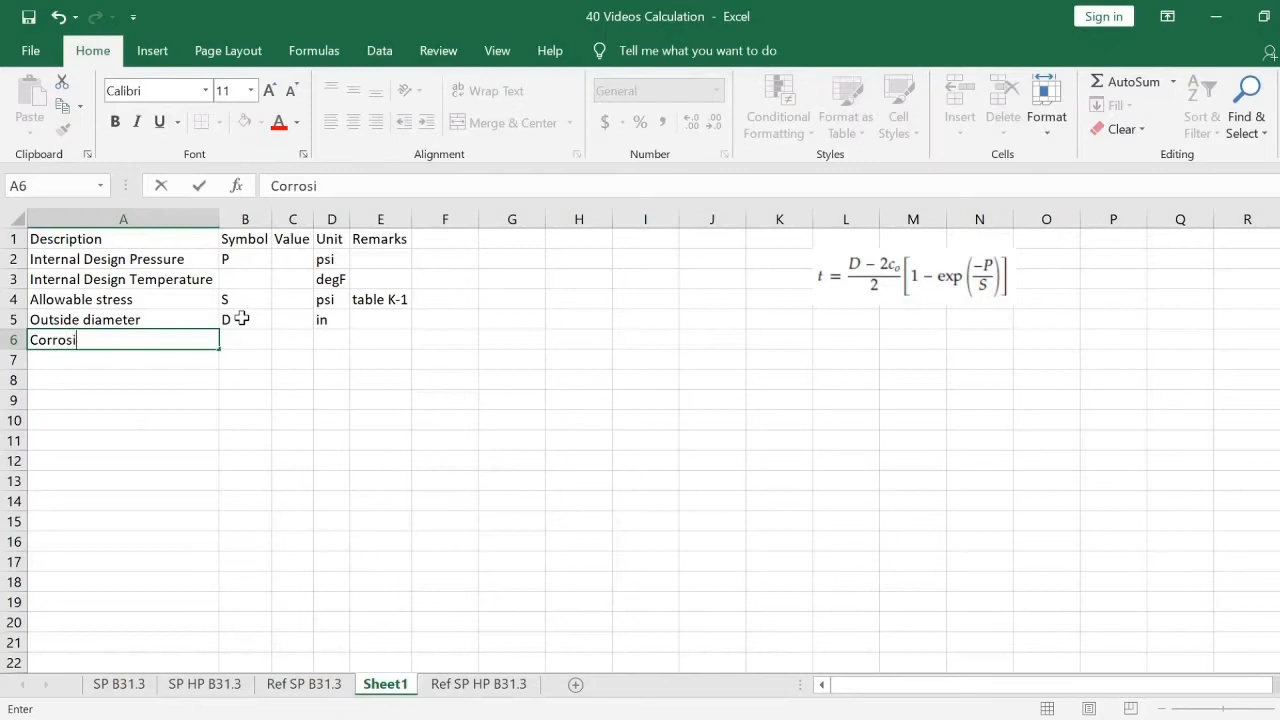 40 Videos Calculation - Excel
Sign in
File Home Insert Page Layout Formulas Data Review View Help Tell me what you want to do
Calibri 11 General
Paste
B I U A
Wrap Text
Merge & Center
$ %
Conditional Formatting
Format as Table
Cell Styles
Insert Delete Format
AutoSum
Fill
Clear
Sort & Filter
Find & Select
Clipboard Font Alignment Number Styles Cells Editing
A6 fx Corrosi
A B C D E F G H I J K L M N O P Q R
1 Description Symbol Value Unit Remarks
2 Internal Design Pressure P psi
3 Internal Design Temperature degF
4 Allowable stress S psi table K-1
5 Outside diameter D in
6 Corrosi
7
8
9
10
11
12
13
14
15
16
17
18
19
20
21
22
t = D − 2cₒ / 2 [1 − exp (−P / S)]
SP B31.3 SP HP B31.3 Ref SP B31.3 Sheet1 Ref SP HP B31.3
Enter